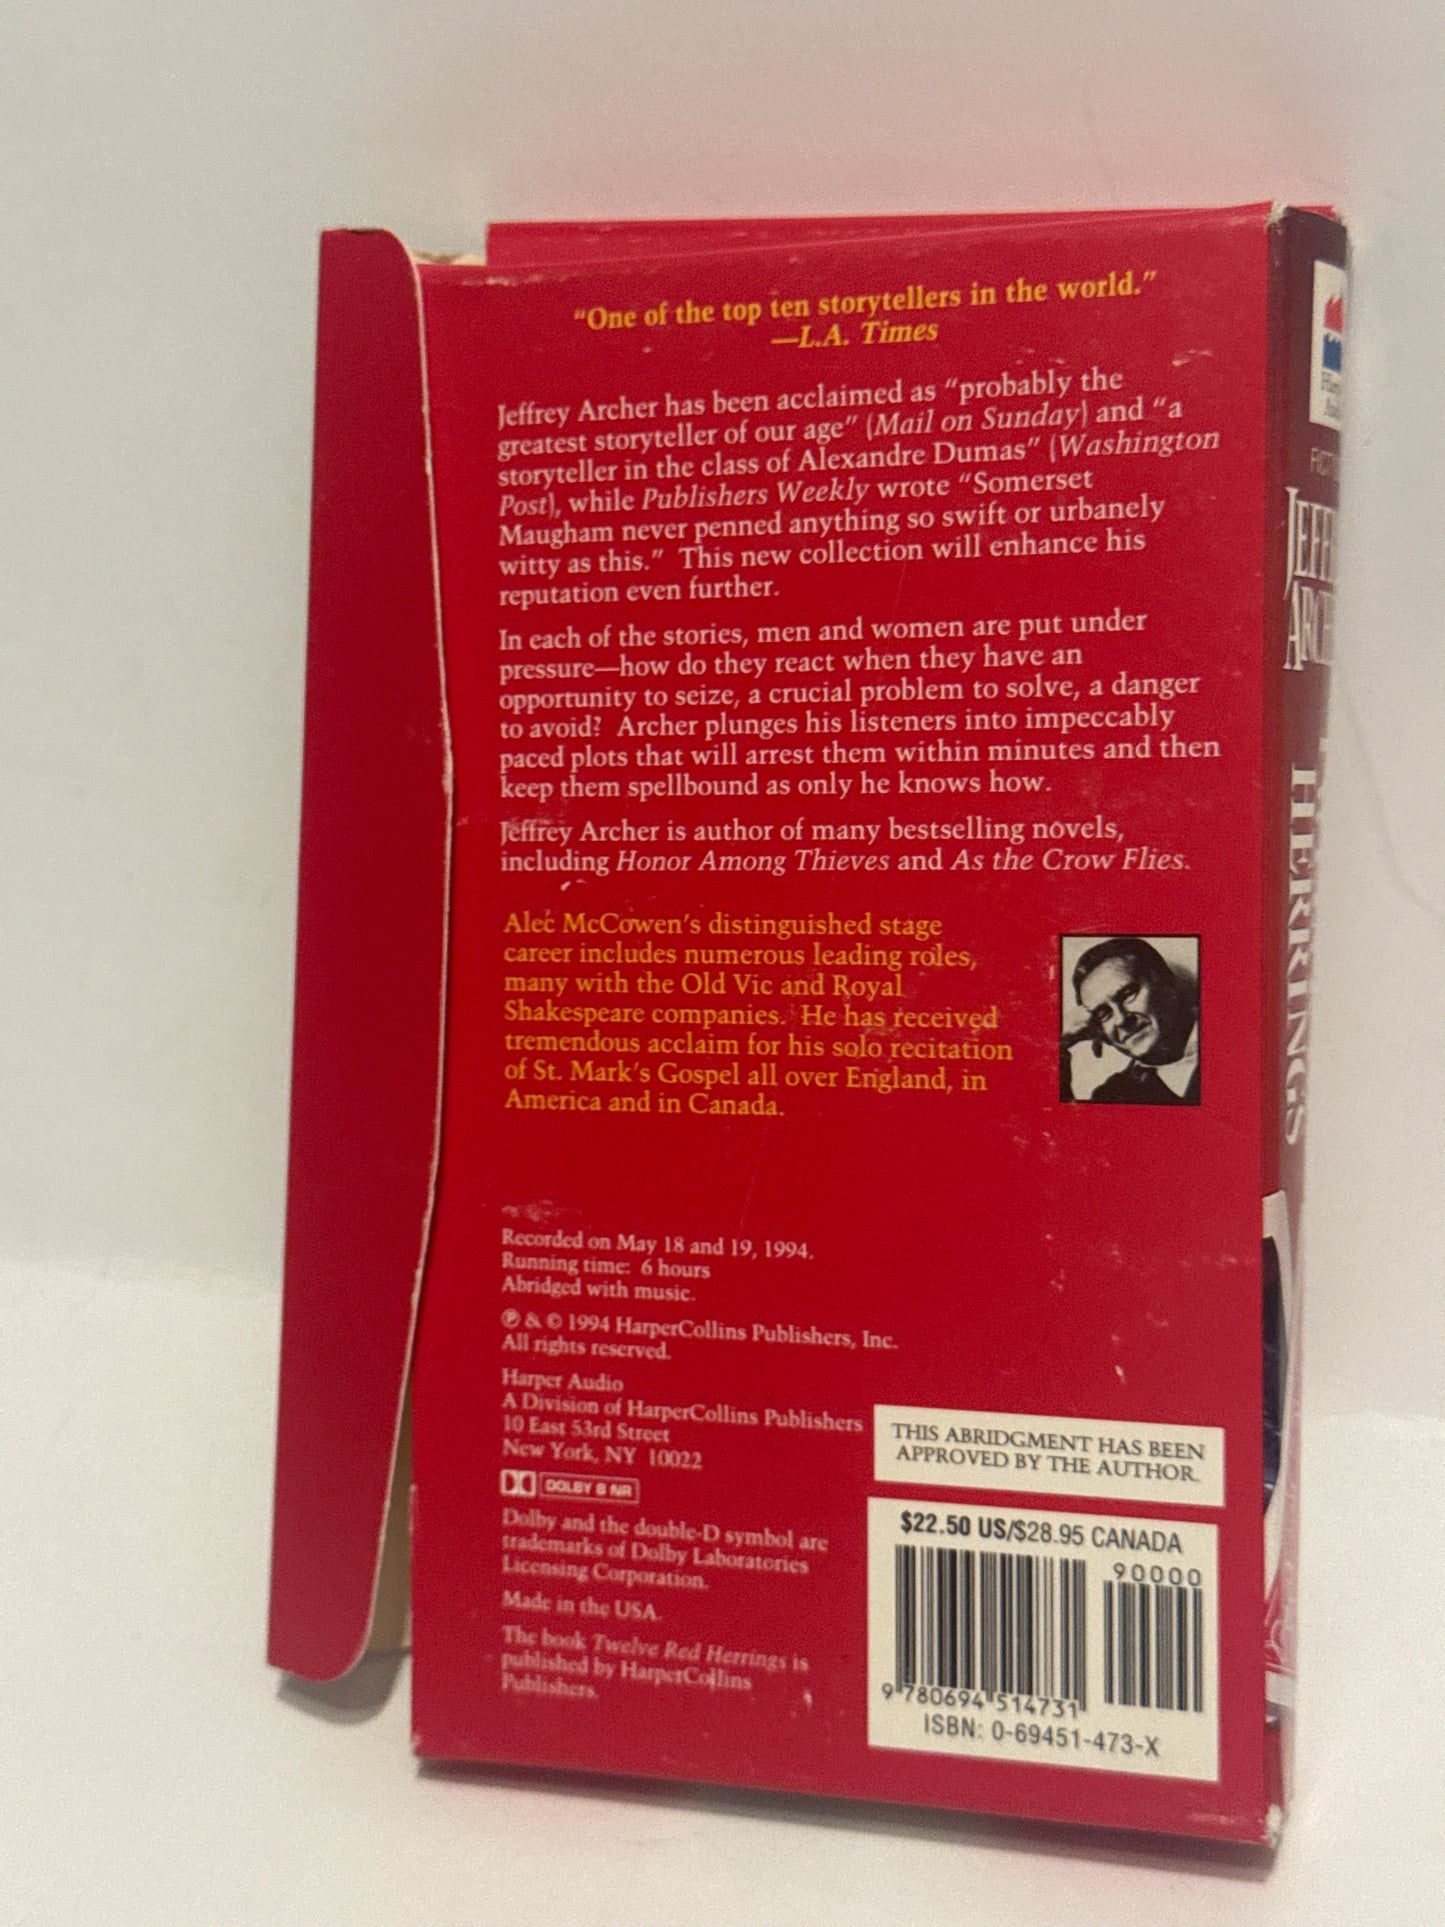 “One of the top ten storytellers in the world.”
—L.A. Times
Jeffrey Archer has been acclaimed as “probably the
greatest storyteller of our age” (Mail on Sunday) and “a
storyteller in the class of Alexandre Dumas” (Washington
Post), while Publishers Weekly wrote “Somerset
Maugham never penned anything so swift or urbanely
witty as this.” This new collection will enhance his
reputation even further.
In each of the stories, men and women are put under
pressure—how do they react when they have an
opportunity to seize, a crucial problem to solve, a danger
to avoid? Archer plunges his listeners into impeccably
paced plots that will arrest them within minutes and then
keep them spellbound as only he knows how.
Jeffrey Archer is author of many bestselling novels,
including Honor Among Thieves and As the Crow Flies.
Alec McCowen’s distinguished stage
career includes numerous leading roles,
many with the Old Vic and Royal
Shakespeare companies. He has received
tremendous acclaim for his solo recitation
of St. Mark’s Gospel all over England, in
America and in Canada.
Recorded on May 18 and 19, 1994.
Running time: 6 hours
Abridged with music.
℗ & © 1994 HarperCollins Publishers, Inc.
All rights reserved.
Harper Audio
A Division of HarperCollins Publishers
10 East 53rd Street
New York, NY 10022
DOLBY B NR
Dolby and the double-D symbol are
trademarks of Dolby Laboratories
Licensing Corporation.
Made in the USA.
The book Twelve Red Herrings is
published by HarperCollins
Publishers.
THIS ABRIDGMENT HAS BEEN
APPROVED BY THE AUTHOR.
$22.50 US/$28.95 CANADA
90000
9 780694 514731
ISBN: 0-69451-473-X
HERRINGS